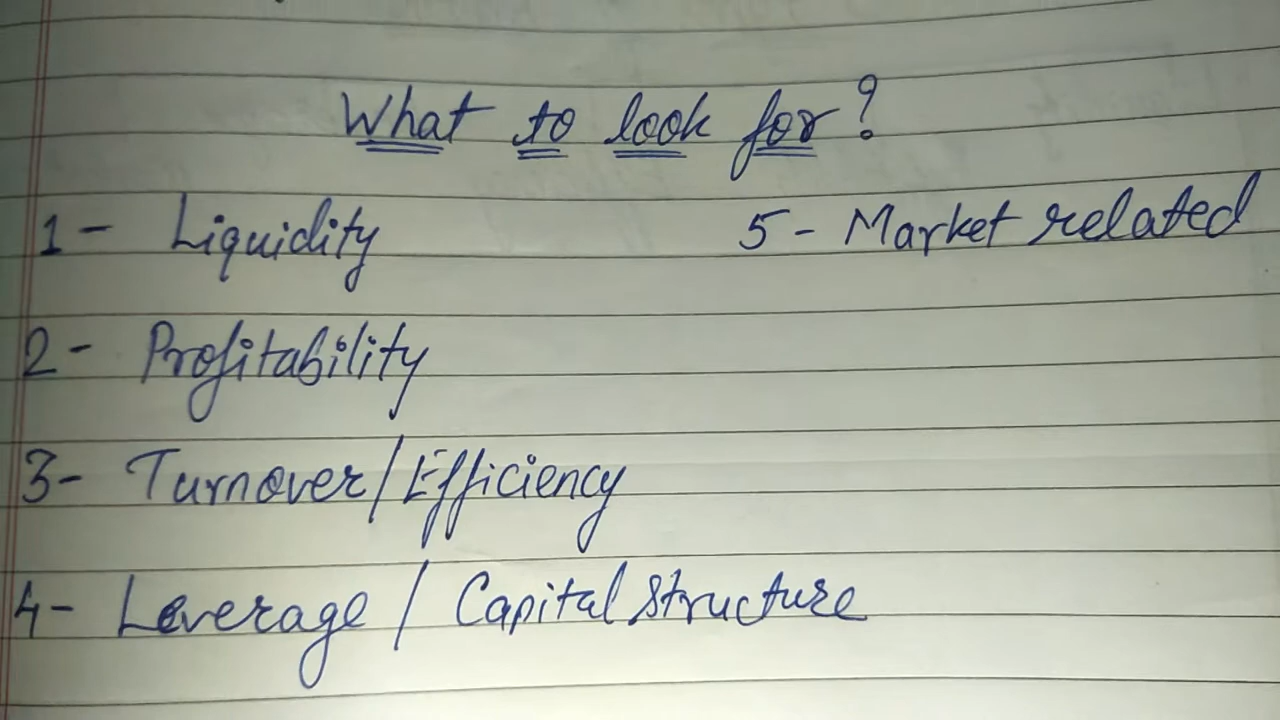 What to look for?
1- Liquidity
2- Profitability
3- Turnover/Efficiency
4- Leverage / Capital structure
5- Market related